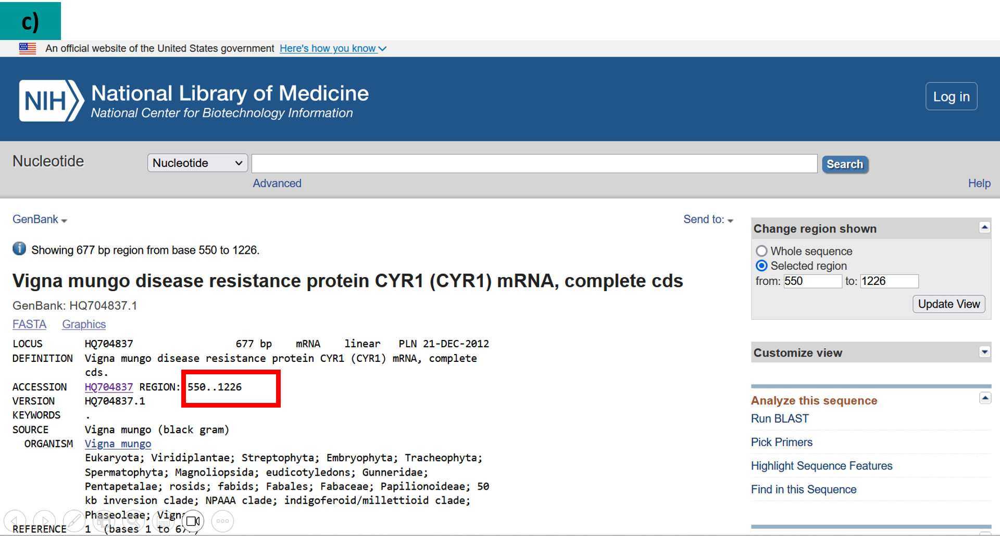 c)
An official website of the United States government Here's how you know
NIH National Library of Medicine
National Center for Biotechnology Information
Log in
Nucleotide Nucleotide Search
Advanced Help
GenBank Send to:
Showing 677 bp region from base 550 to 1226.
Vigna mungo disease resistance protein CYR1 (CYR1) mRNA, complete cds
GenBank: HQ704837.1
FASTA Graphics
LOCUS HQ704837 677 bp mRNA linear PLN 21-DEC-2012
DEFINITION Vigna mungo disease resistance protein CYR1 (CYR1) mRNA, complete
cds.
ACCESSION HQ704837 REGION: 550..1226
VERSION HQ704837.1
KEYWORDS .
SOURCE Vigna mungo (black gram)
ORGANISM Vigna mungo
Eukaryota; Viridiplantae; Streptophyta; Embryophyta; Tracheophyta;
Spermatophyta; Magnoliopsida; eudicotyledons; Gunneridae;
Pentapetalae; rosids; fabids; Fabales; Fabaceae; Papilionoideae; 50
kb inversion clade; NPAAA clade; indigoferoid/millettioid clade;
Phaseoleae; Vigna
REFERENCE 1 (bases 1 to 677)
Change region shown
Whole sequence
Selected region
from: 550 to: 1226
Update View
Customize view
Analyze this sequence
Run BLAST
Pick Primers
Highlight Sequence Features
Find in this Sequence